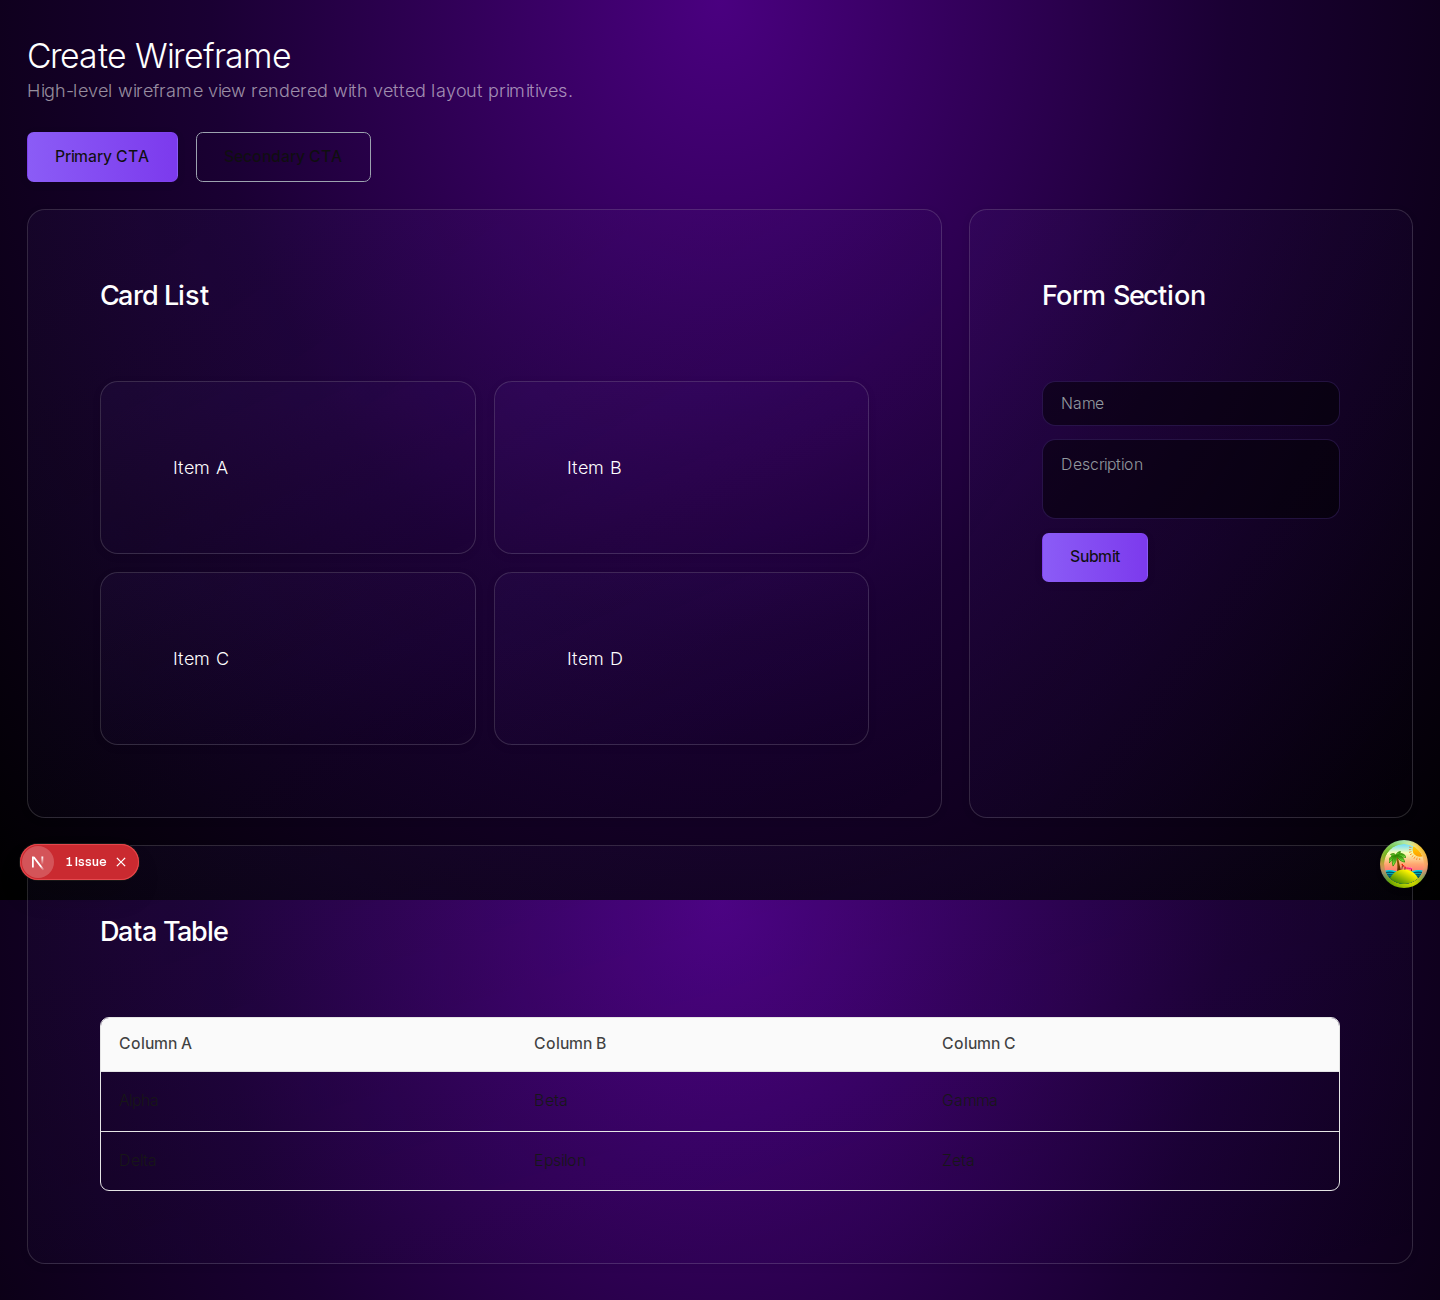 Create Wireframe
High-level wireframe view rendered with vetted layout primitives.
Primary CTA
Secondary CTA
Card List
Form Section
Item A
Item B
Name
Description
Submit
Item C
Item D
1 Issue
Data Table
Column A Column B Column C
Alpha Beta Gamma
Delta Epsilon Zeta